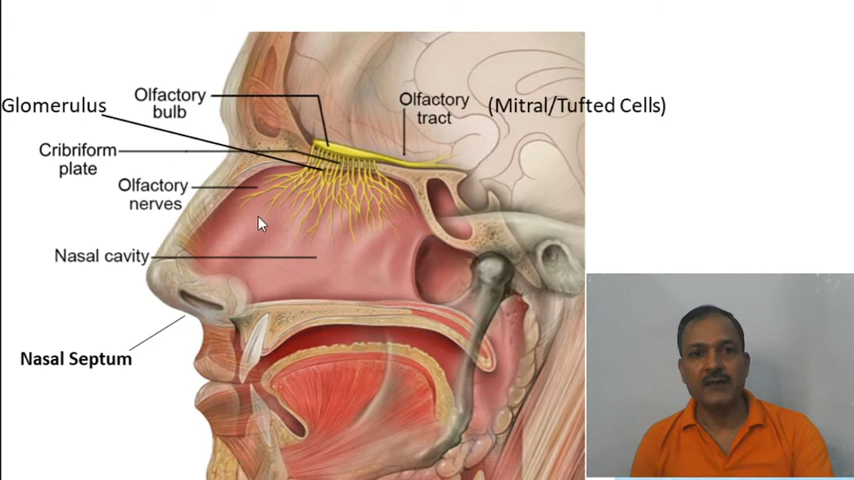 Glomerulus
Olfactory
bulb
Olfactory
tract
(Mitral/Tufted Cells)
Cribriform
plate
Olfactory
nerves
Nasal cavity
Nasal Septum